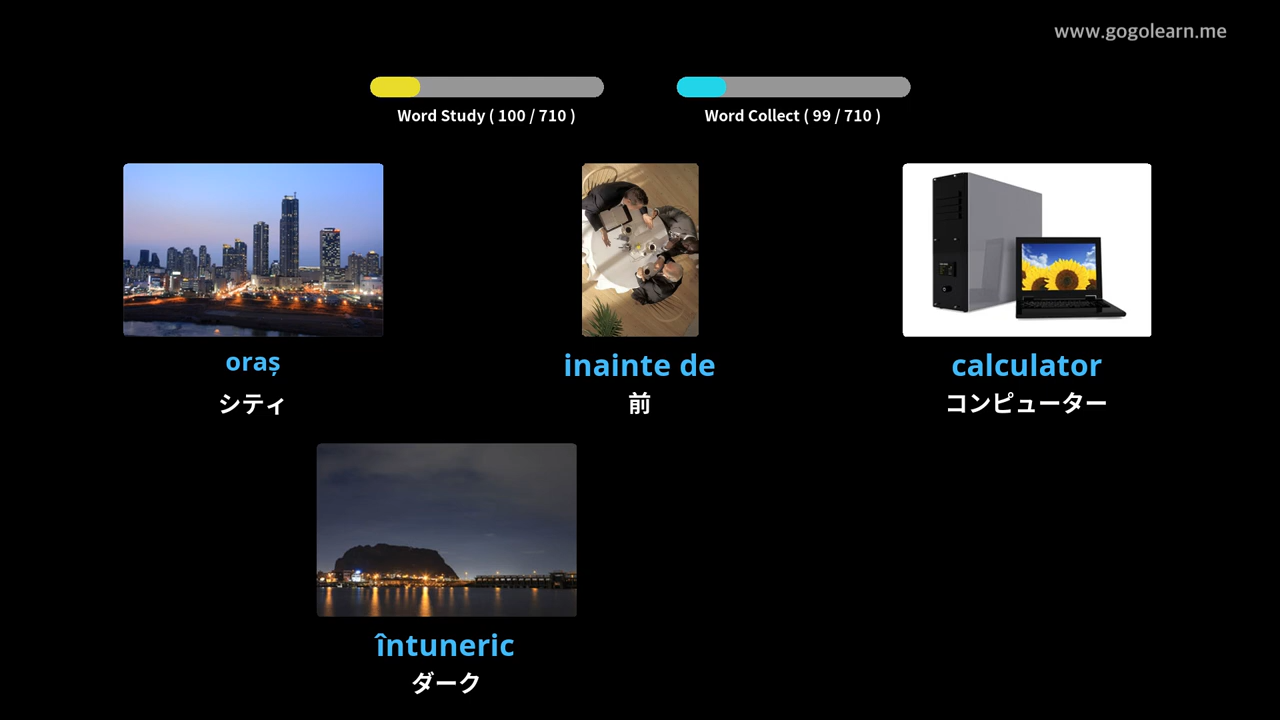 www.gogolearn.me
Word Study ( 100 / 710 )
Word Collect ( 99 / 710 )
oraș
シティ
inainte de
前
calculator
コンピューター
întuneric
ダーク